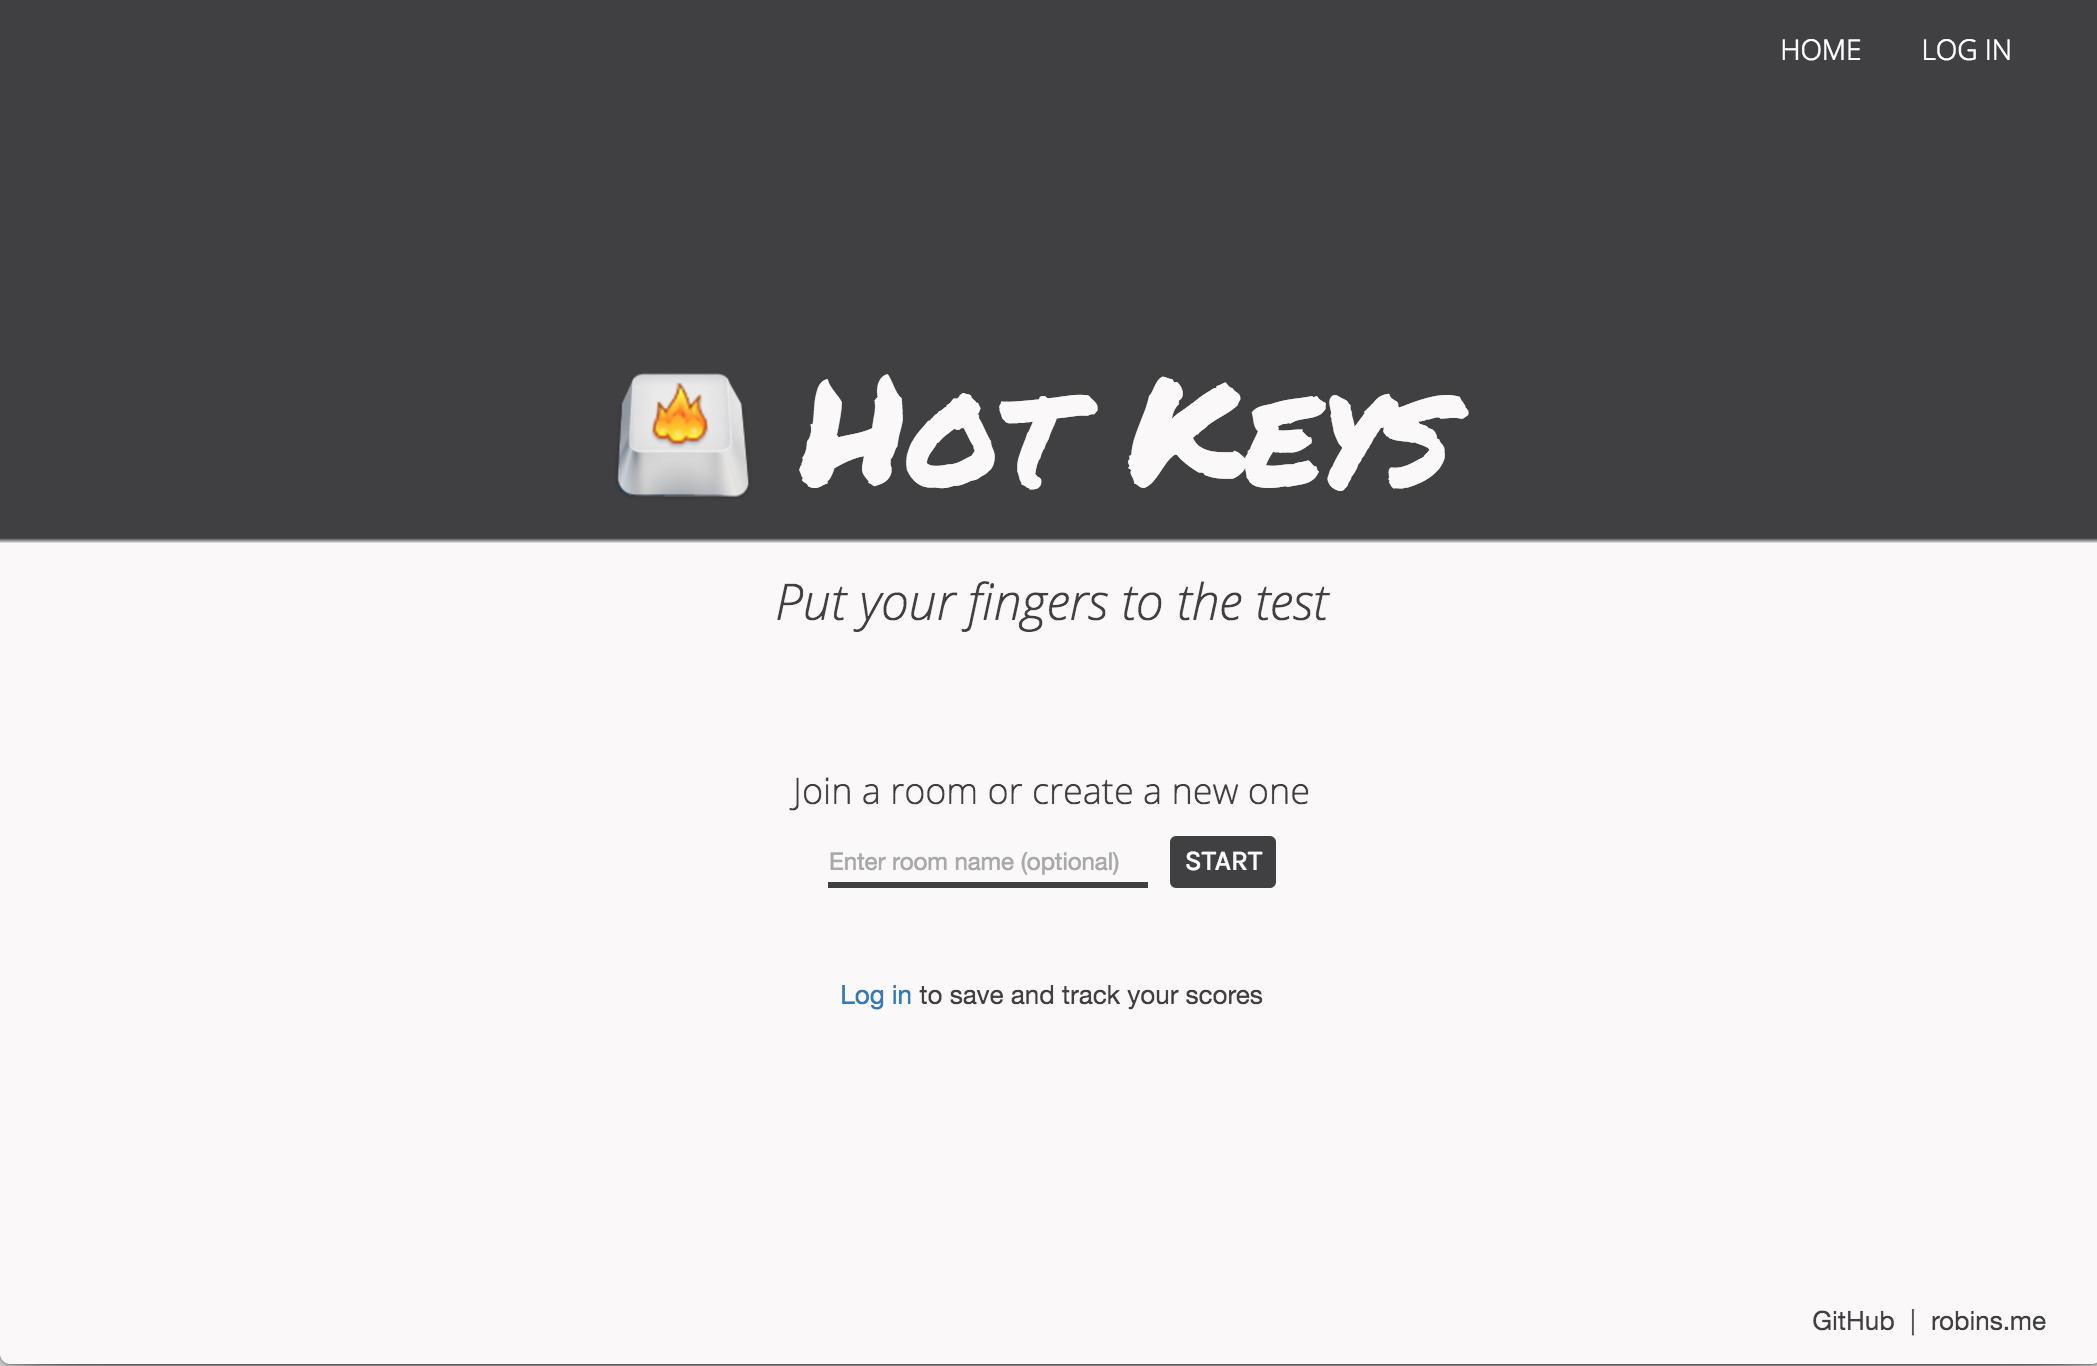 HOME LOG IN
Hot Keys
Put your fingers to the test
Join a room or create a new one
Enter room name (optional) START
Log in to save and track your scores
GitHub | robins.me